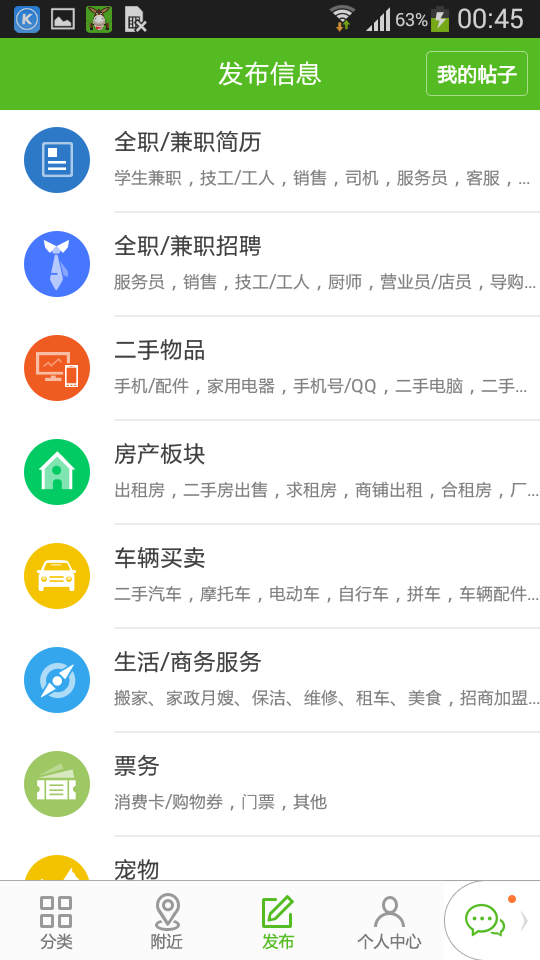 K
63%
00:45
发布信息
我的帖子
全职/兼职简历
学生兼职，技工/工人，销售，司机，服务员，客服，...
全职/兼职招聘
服务员，销售，技工/工人，厨师，营业员/店员，导购...
二手物品
手机/配件，家用电器，手机号/QQ，二手电脑，二手...
房产板块
出租房，二手房出售，求租房，商铺出租，合租房，厂...
车辆买卖
二手汽车，摩托车，电动车，自行车，拼车，车辆配件...
生活/商务服务
搬家、家政月嫂、保洁、维修、租车、美食，招商加盟...
票务
消费卡/购物券，门票，其他
宠物
分类
附近
发布
个人中心